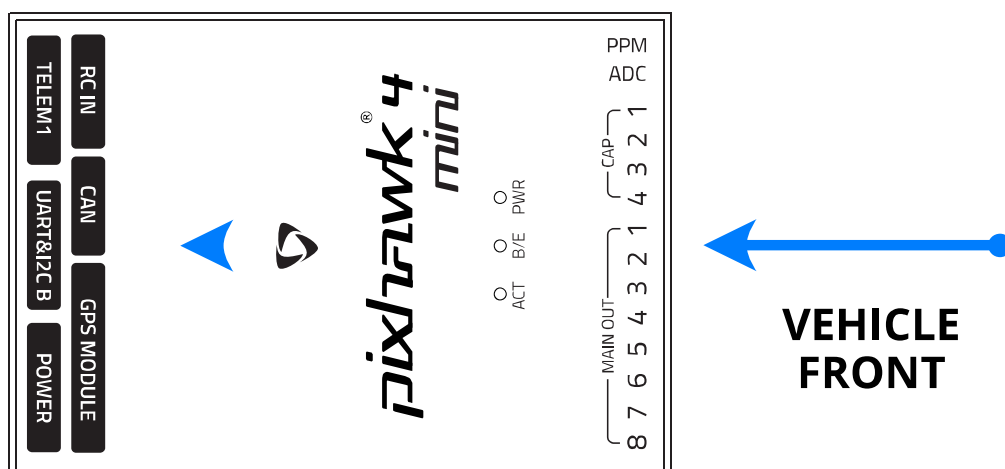 TELEM1
UART&I2C B
POWER
RC IN
CAN
GPS MODULE
pixhawk 4
®
mini
PWR
B/E
ACT
PPM
ADC
CAP
1
2
3
4
MAIN OUT
1
2
3
4
5
6
7
8
VEHICLE
FRONT